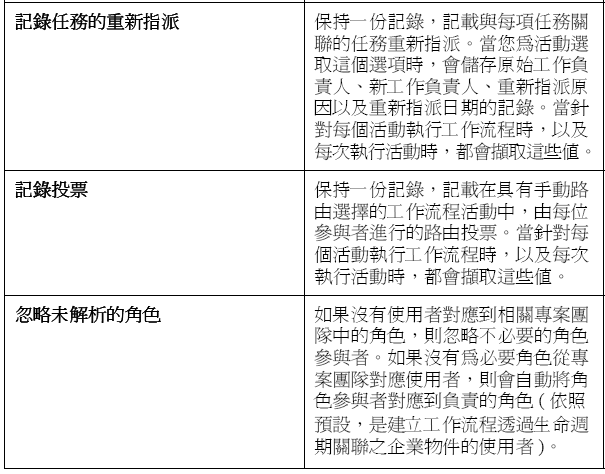 記錄任務的重新指派
保持一份記錄，記載與每項任務關
聯的任務重新指派。當您為活動選
取這個選項時，會儲存原始工作負
責人、新工作負責人、重新指派原
因以及重新指派日期的記錄。當針
對每個活動執行工作流程時，以及
每次執行活動時，都會擷取這些值。
記錄投票
保持一份記錄，記載在具有手動路
由選擇的工作流程活動中，由每位
參與者進行的路由投票。當針對每
個活動執行工作流程時，以及每次
執行活動時，都會擷取這些值。
忽略未解析的角色
如果沒有使用者對應到相關專案團
隊中的角色，則忽略不必要的角色
參與者。如果沒有為必要角色從專
案團隊對應使用者，則會自動將角
色參與者對應到負責的角色 ( 依照
預設，是建立工作流程透過生命週
期關聯之企業物件的使用者 )。